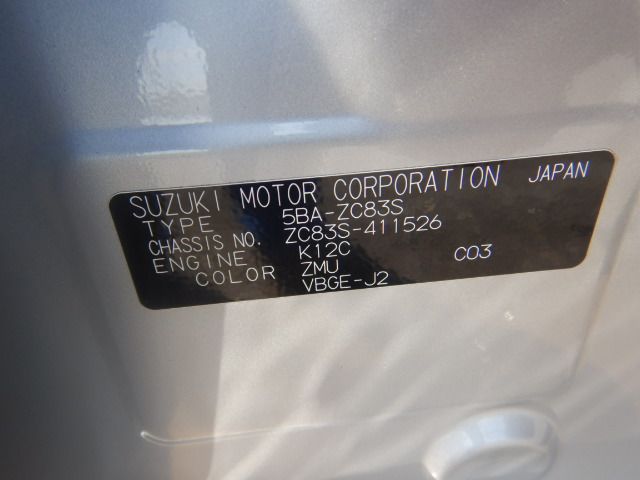 SUZUKI MOTOR CORPORATION JAPAN
TYPE 5BA-ZC83S
CHASSIS NO. ZC83S-411526
ENGINE K12C
COLOR ZMU C03
VBGE-J2